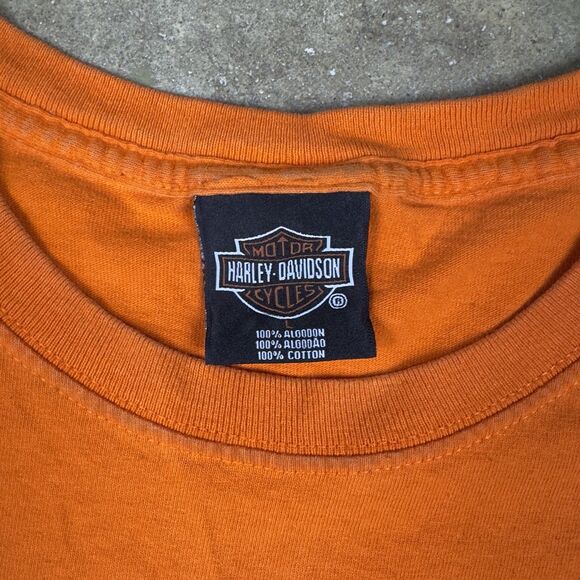 MOTOR
HARLEY-DAVIDSON
CYCLES
®
L
100% ALGODON
100% ALGODÃO
100% COTTON